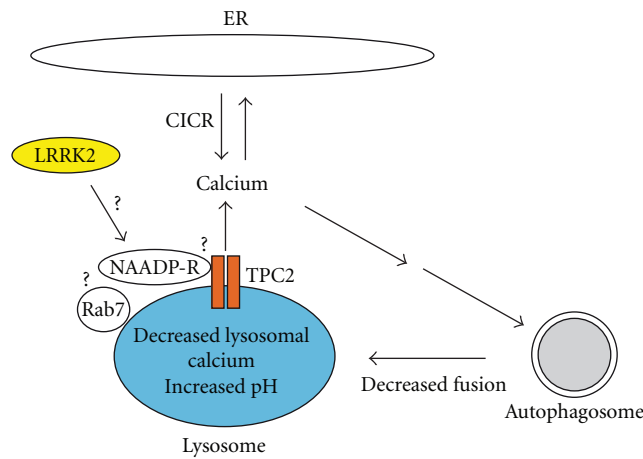 ER
CICR
LRRK2
Calcium
?
?
NAADP-R
TPC2
?
Rab7
Decreased lysosomal
calcium
Increased pH
Decreased fusion
Autophagosome
Lysosome